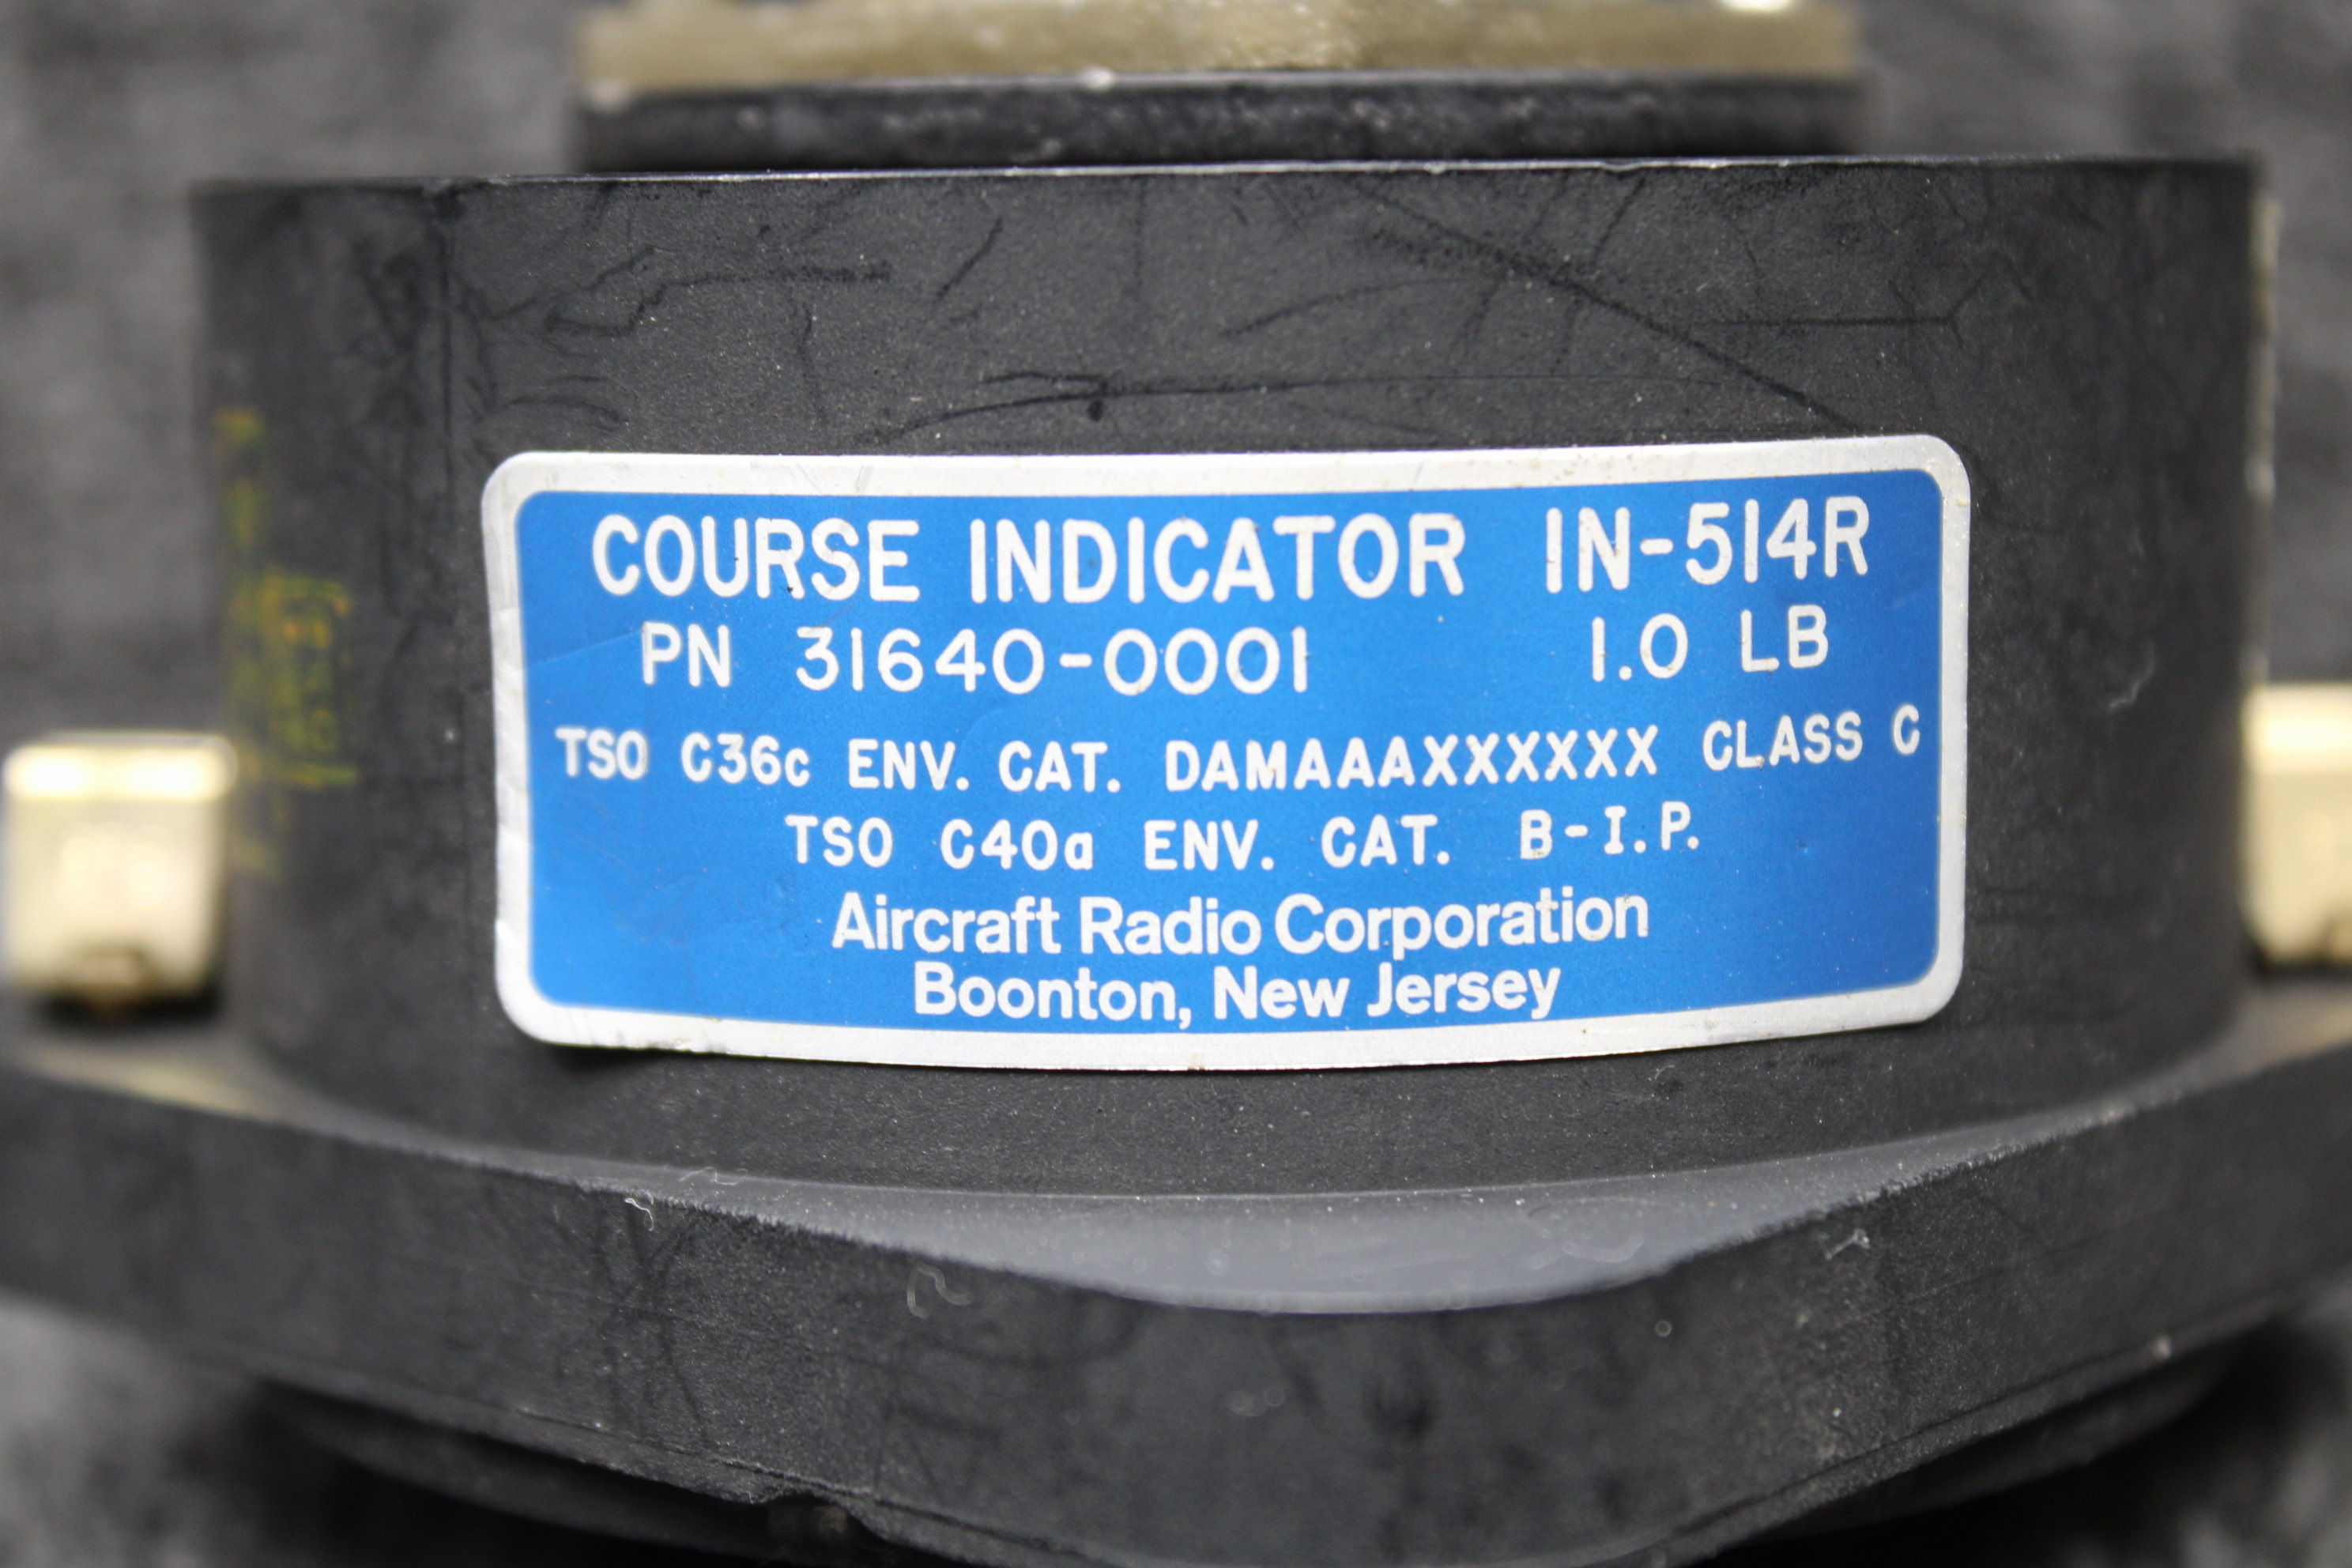 COURSE INDICATOR IN-514R
PN 31640-0001 1.0 LB
TSO C36c ENV. CAT. DAMAAAXXXXXX CLASS C
TSO C40a ENV. CAT. B-I.P.
Aircraft Radio Corporation
Boonton, New Jersey